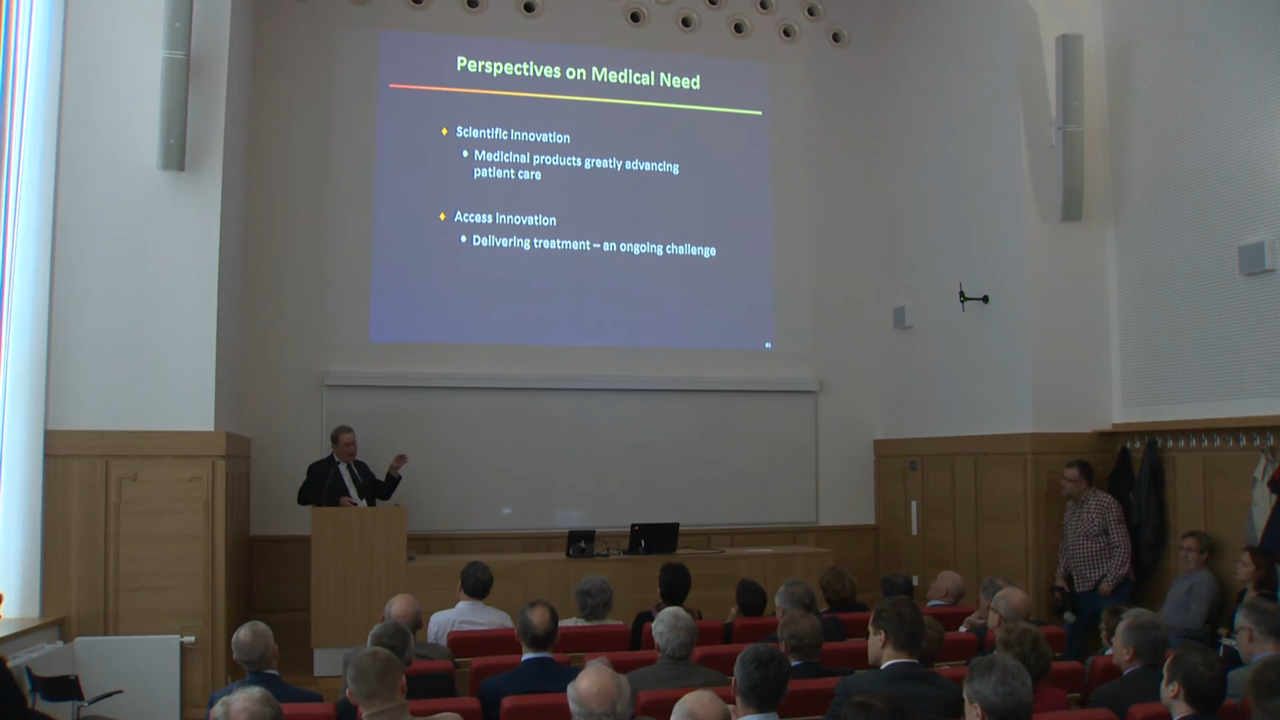 Perspectives on Medical Need
Scientific Innovation
Medicinal products greatly advancing
patient care
Access Innovation
Delivering treatment – an ongoing challenge